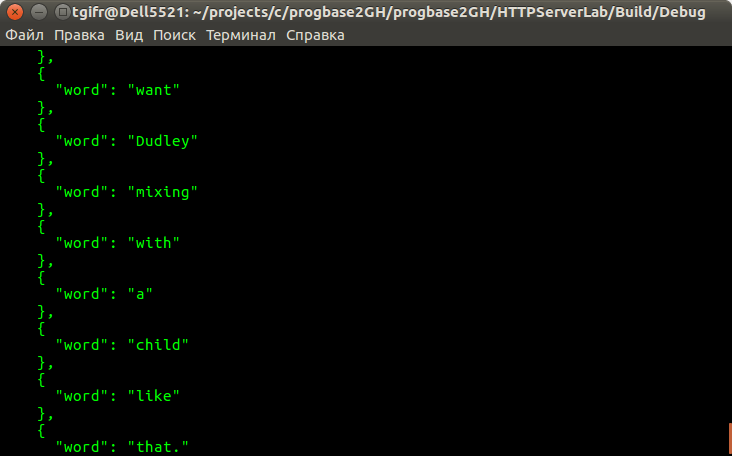 tgifr@Dell5521: ~/projects/c/progbase2GH/progbase2GH/HTTPServerLab/Build/Debug
Файл Правка Вид Поиск Терминал Справка
},
{
"word": "want"
},
{
"word": "Dudley"
},
{
"word": "mixing"
},
{
"word": "with"
},
{
"word": "a"
},
{
"word": "child"
},
{
"word": "like"
},
{
"word": "that."